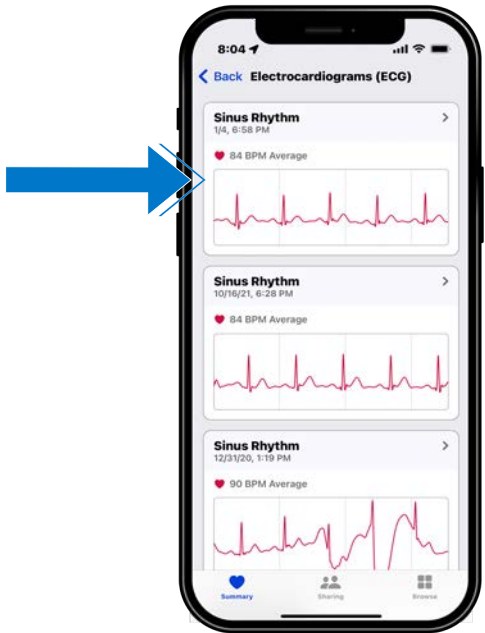 8:04
Back Electrocardiograms (ECG)
Sinus Rhythm
1/4, 6:58 PM
84 BPM Average
Sinus Rhythm
10/16/21, 6:28 PM
84 BPM Average
Sinus Rhythm
12/31/20, 1:19 PM
90 BPM Average
Summary Sharing Browse